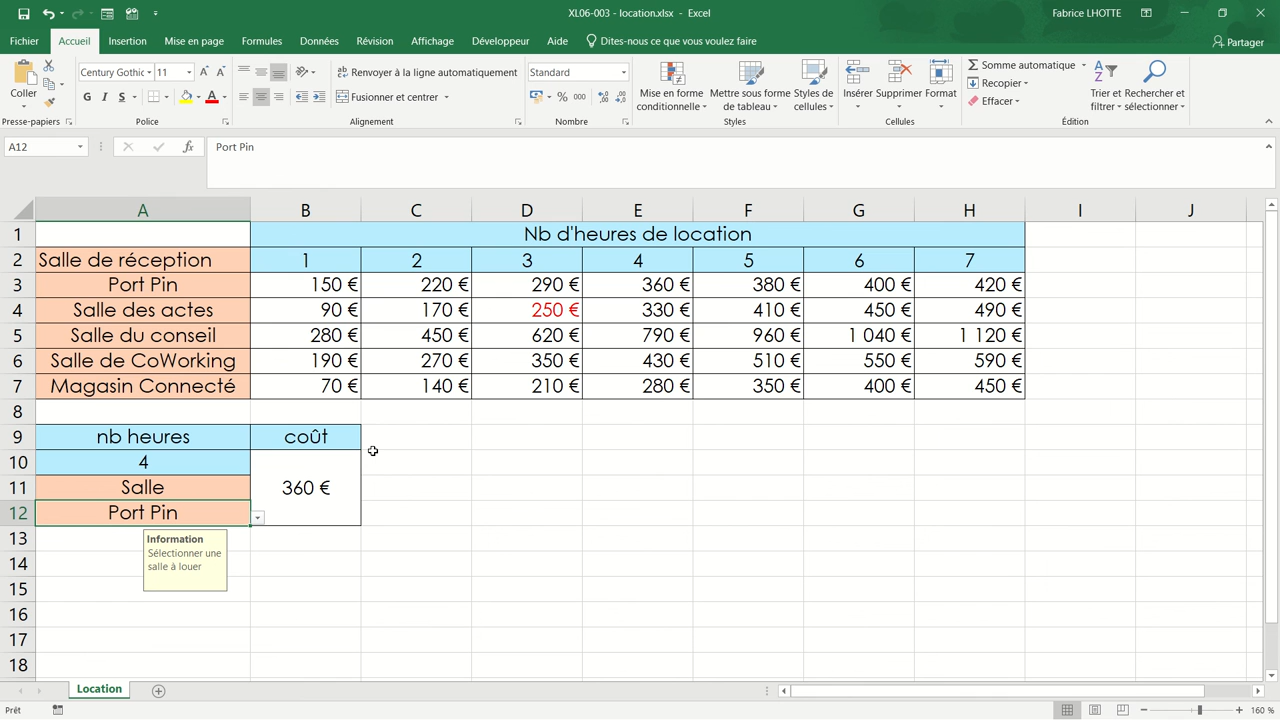 XL06-003 - location.xlsx - Excel
Fabrice LHOTTE
Fichier Accueil Insertion Mise en page Formules Données Révision Affichage Développeur Aide Dites-nous ce que vous voulez faire Partager
Coller
Presse-papiers
Century Gothic 11
G I S
Police
Renvoyer à la ligne automatiquement
Fusionner et centrer
Alignement
Standard
% 000
Nombre
Mise en forme conditionnelle
Mettre sous forme de tableau
Styles de cellules
Styles
Insérer Supprimer Format
Cellules
Somme automatique
Recopier
Effacer
Trier et filtrer
Rechercher et sélectionner
Édition
A12 fx Port Pin
A B C D E F G H I J
1 Nb d'heures de location
2 Salle de réception 1 2 3 4 5 6 7
3 Port Pin 150 € 220 € 290 € 360 € 380 € 400 € 420 €
4 Salle des actes 90 € 170 € 250 € 330 € 410 € 450 € 490 €
5 Salle du conseil 280 € 450 € 620 € 790 € 960 € 1 040 € 1 120 €
6 Salle de CoWorking 190 € 270 € 350 € 430 € 510 € 550 € 590 €
7 Magasin Connecté 70 € 140 € 210 € 280 € 350 € 400 € 450 €
8
9 nb heures coût
10 4
11 Salle 360 €
12 Port Pin
13 Information
Sélectionner une
14 salle à louer
15
16
17
18
Location
Prêt
160 %